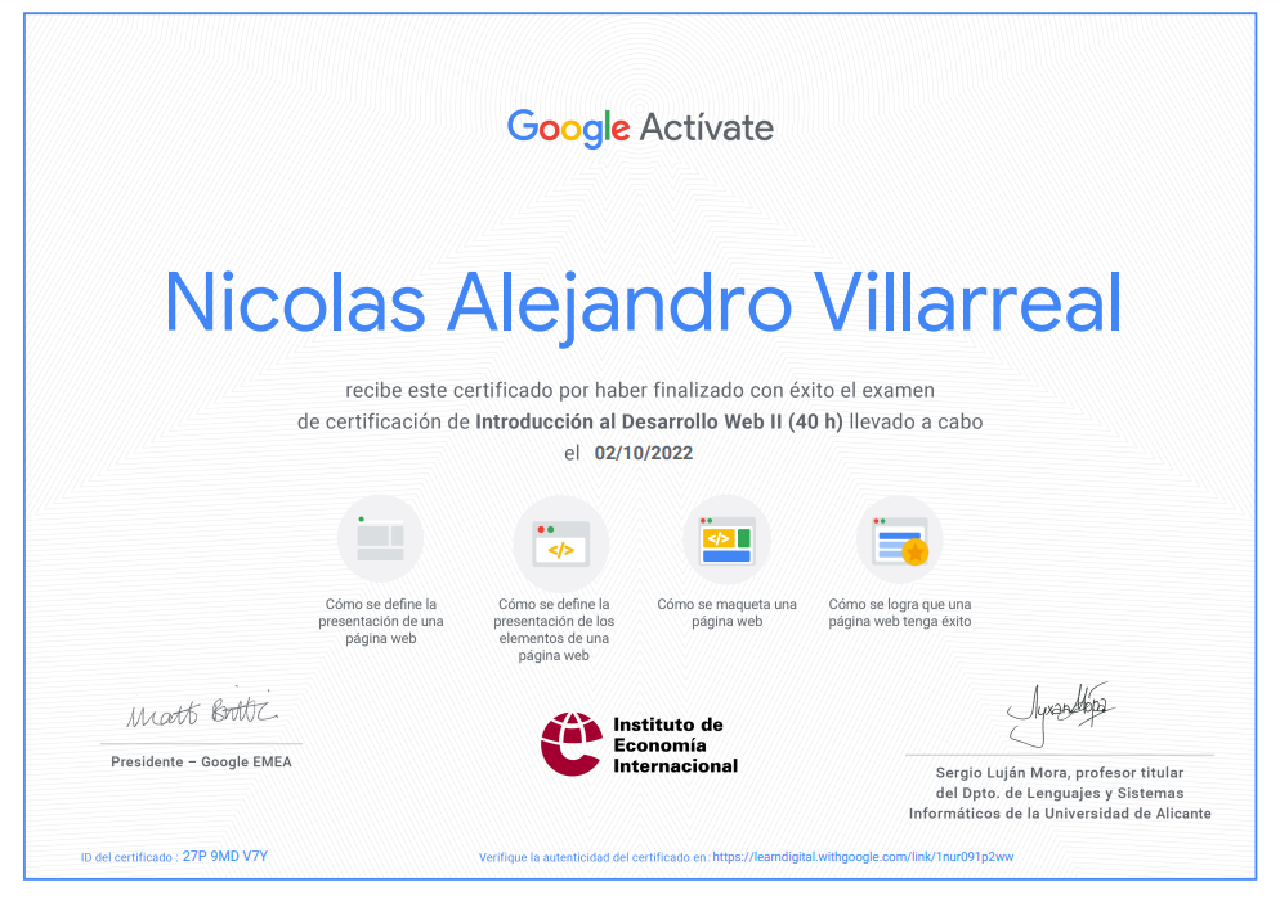 Google Actívate
Nicolas Alejandro Villarreal
recibe este certificado por haber finalizado con éxito el examen
de certificación de Introducción al Desarrollo Web II (40 h) llevado a cabo
el 02/10/2022
</>
</>
Cómo se define la
presentación de una
página web
Cómo se define la
presentación de los
elementos de una
página web
Cómo se maqueta una
página web
Cómo se logra que una
página web tenga éxito
Matt Brittin
Presidente – Google EMEA
Instituto de
Economía
Internacional
Sergio Luján Mora, profesor titular
del Dpto. de Lenguajes y Sistemas
Informáticos de la Universidad de Alicante
ID del certificado : 27P 9MD V7Y
Verifique la autenticidad del certificado en: https://learndigital.withgoogle.com/link/1nur091p2ww